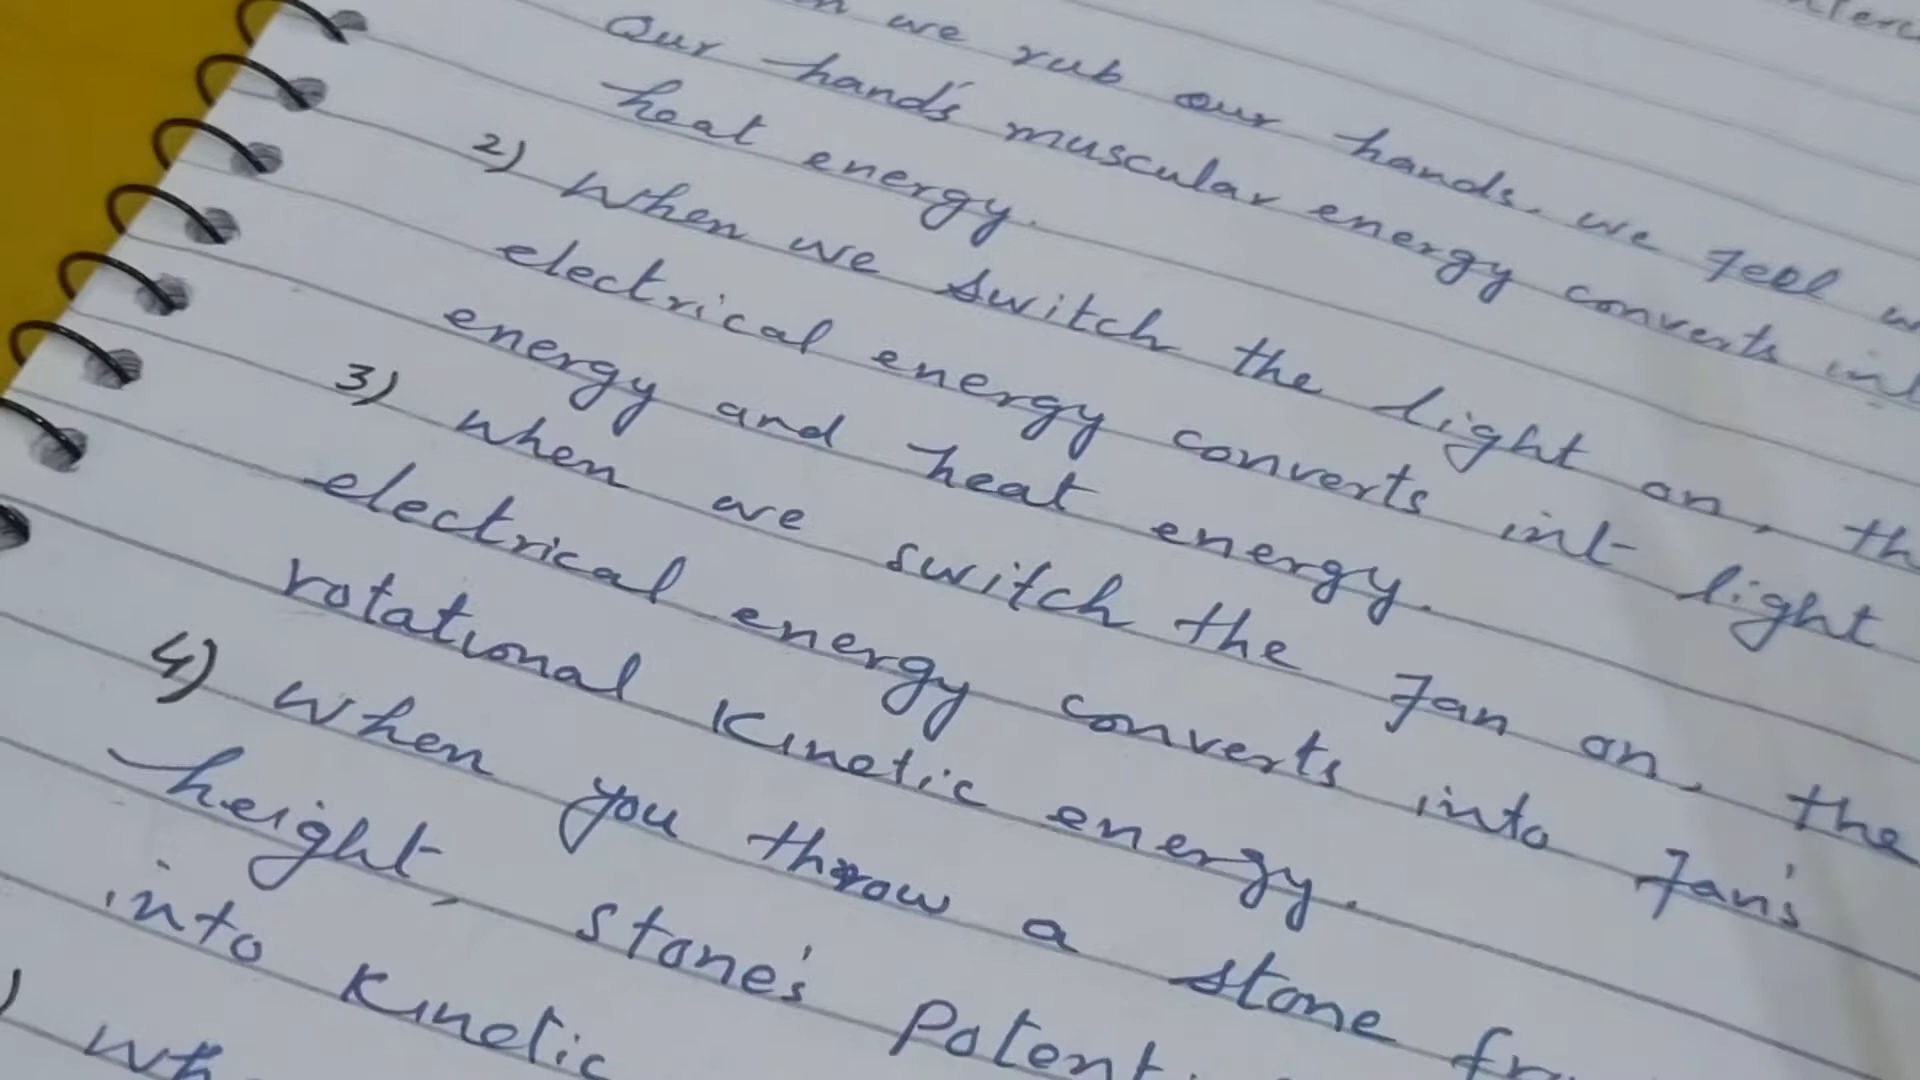 we rub our hands, we feel
Our hand's muscular energy converts
heat energy.
2) When we switch the light on, th
electrical energy converts int light
energy and heat energy.
3) When we switch the fan on, the
electrical energy converts into fan's
rotational Kinetic energy.
4) When you throw a stone fr
height, stone's Potent
into Kinetic
) Wh